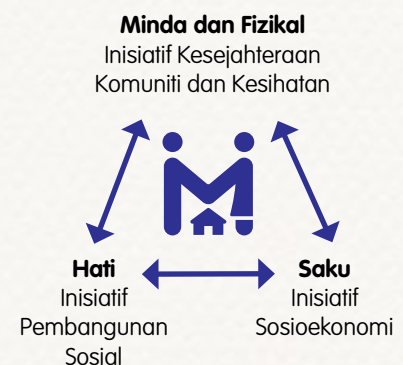 Minda dan Fizikal
Inisiatif Kesejahteraan
Komuniti dan Kesihatan
Hati
Inisiatif
Pembangunan
Sosial
Saku
Inisiatif
Sosioekonomi